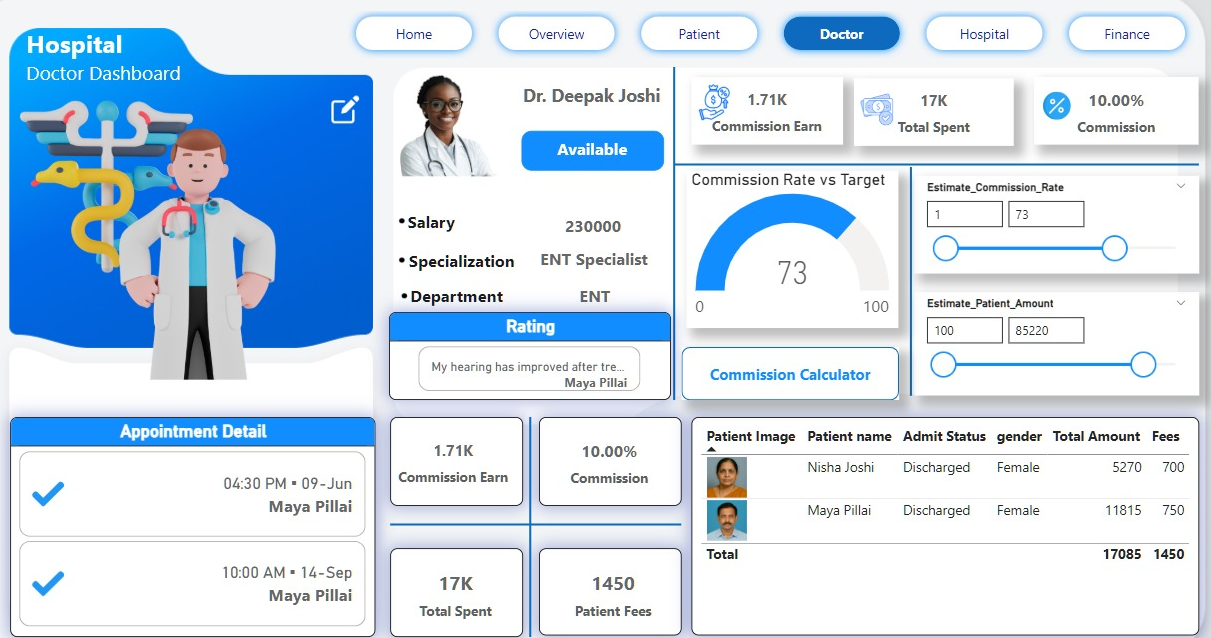 Home Overview Patient Doctor Hospital Finance
Hospital
Doctor Dashboard
Dr. Deepak Joshi
Available
• Salary 230000
• Specialization ENT Specialist
• Department ENT
Rating
My hearing has improved after tre...
Maya Pillai
1.71K
Commission Earn
17K
Total Spent
10.00%
Commission
Commission Rate vs Target
73
0 100
Commission Calculator
Estimate_Commission_Rate
1 73
Estimate_Patient_Amount
100 85220
Appointment Detail
04:30 PM ▪ 09-Jun
Maya Pillai
10:00 AM ▪ 14-Sep
Maya Pillai
1.71K
Commission Earn
10.00%
Commission
17K
Total Spent
1450
Patient Fees
Patient Image Patient name Admit Status gender Total Amount Fees
Nisha Joshi Discharged Female 5270 700
Maya Pillai Discharged Female 11815 750
Total 17085 1450